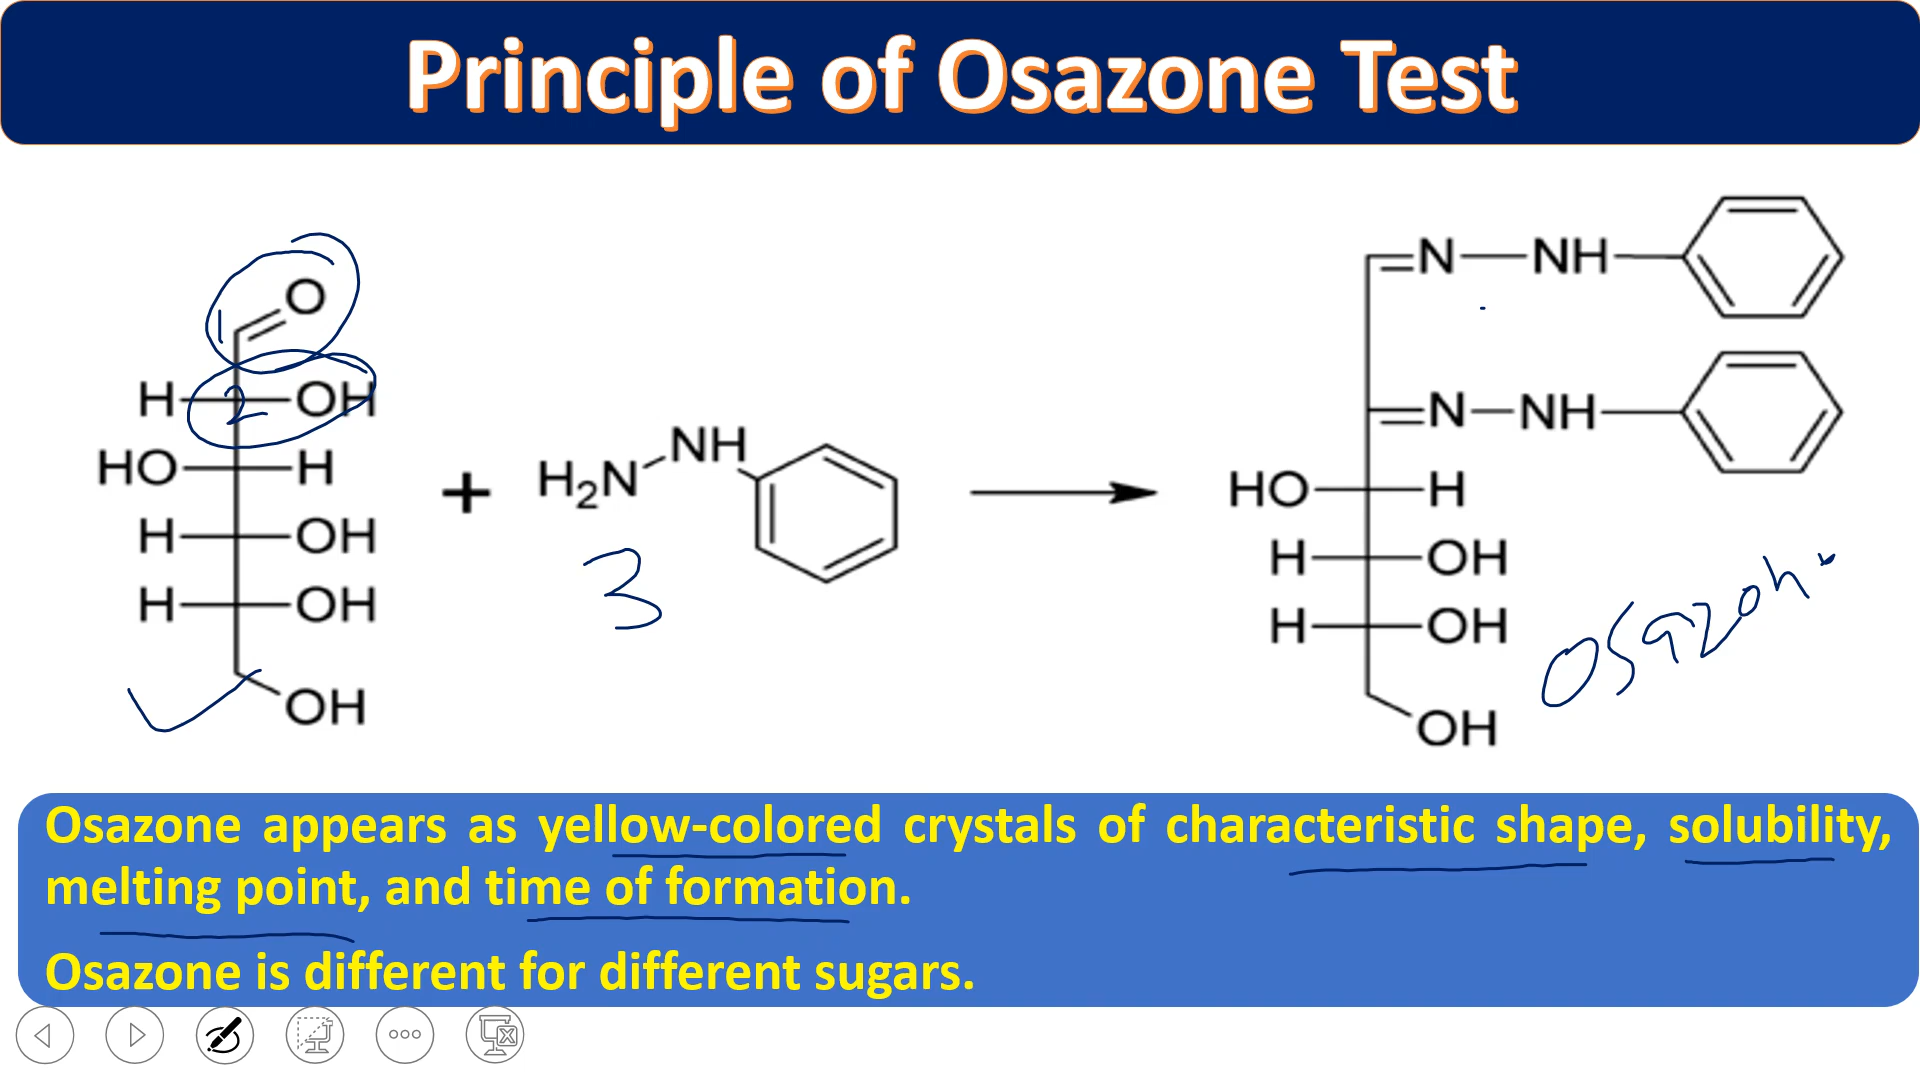 Principle of Osazone Test
O
1
H OH
2
HO H
H OH
H OH
OH
+
H₂N NH
3
N NH
N NH
HO H
H OH
H OH
OH
Osazon
Osazone appears as yellow-colored crystals of characteristic shape, solubility,
melting point, and time of formation.
Osazone is different for different sugars.